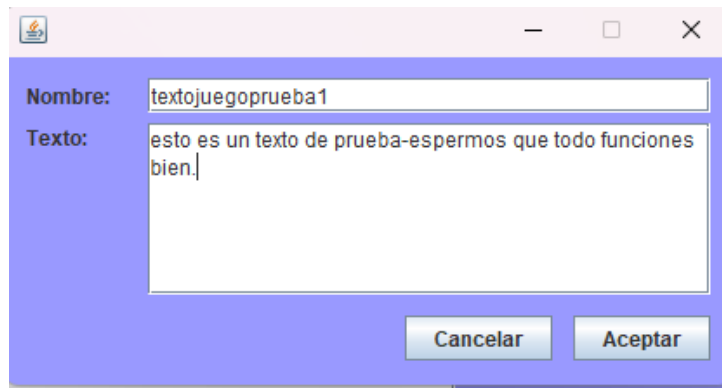 Nombre:
textojuegoprueba1
Texto:
esto es un texto de prueba-espermos que todo funciones
bien.
Cancelar
Aceptar